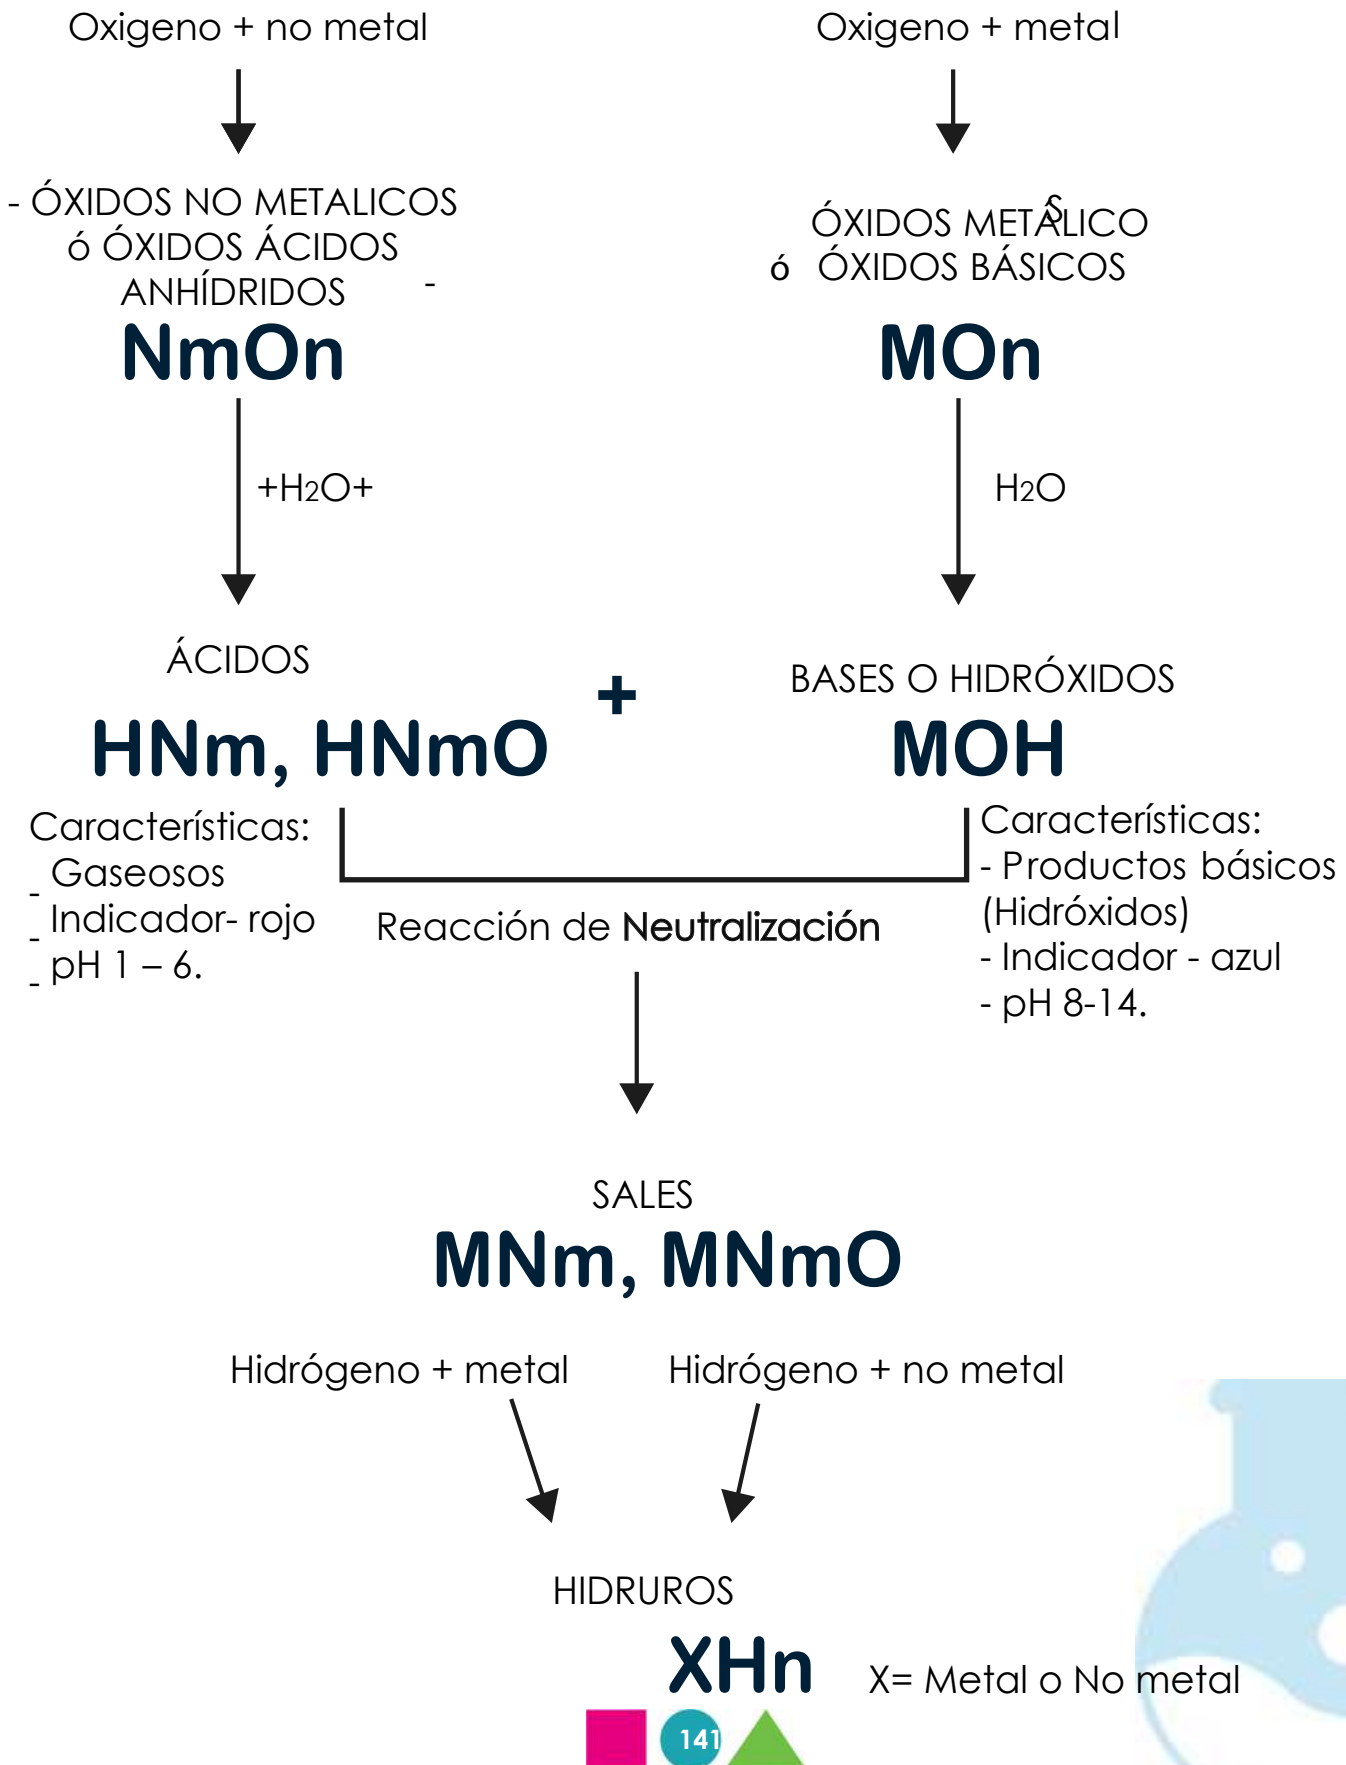 Oxigeno + no metal
Oxigeno + metal
- ÓXIDOS NO METALICOS
ó ÓXIDOS ÁCIDOS
ANHÍDRIDOS -
NmOn
ÓXIDOS METÁLICOS
ó ÓXIDOS BÁSICOS
MOn
+H2O+
H2O
ÁCIDOS
HNm, HNmO
+
BASES O HIDRÓXIDOS
MOH
Características:
- Gaseosos
- Indicador- rojo
- pH 1 – 6.
Características:
- Productos básicos
(Hidróxidos)
- Indicador - azul
- pH 8-14.
Reacción de Neutralización
SALES
MNm, MNmO
Hidrógeno + metal
Hidrógeno + no metal
HIDRUROS
XHn
X= Metal o No metal
141